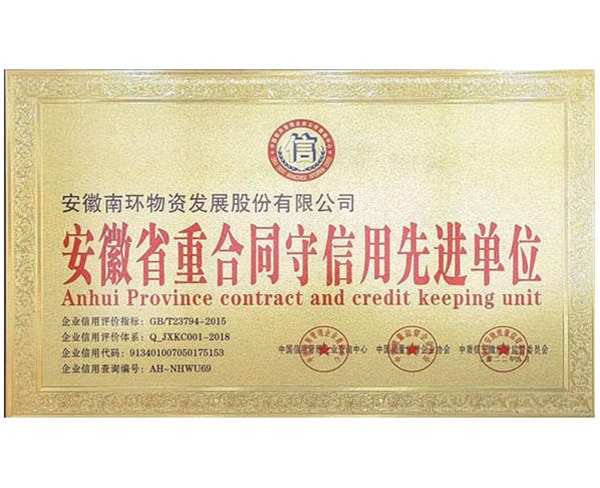 信
安徽南环物资发展股份有限公司
安徽省重合同守信用先进单位
Anhui Province contract and credit keeping unit
企业信用评价指标：GB/T23794-2015
企业信用评价体系：Q_JXKC001-2018
企业信用代码：913401007050175153
企业信用查询编号：AH-NHWU69